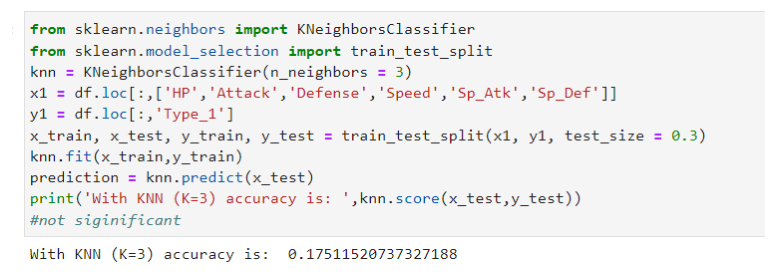 from sklearn.neighbors import KNeighborsClassifier
from sklearn.model_selection import train_test_split
knn = KNeighborsClassifier(n_neighbors = 3)
x1 = df.loc[:,['HP','Attack','Defense','Speed','Sp_Atk','Sp_Def']]
y1 = df.loc[:,'Type_1']
x_train, x_test, y_train, y_test = train_test_split(x1, y1, test_size = 0.3)
knn.fit(x_train,y_train)
prediction = knn.predict(x_test)
print('With KNN (K=3) accuracy is: ',knn.score(x_test,y_test))
#not siginificant
With KNN (K=3) accuracy is:  0.17511520737327188